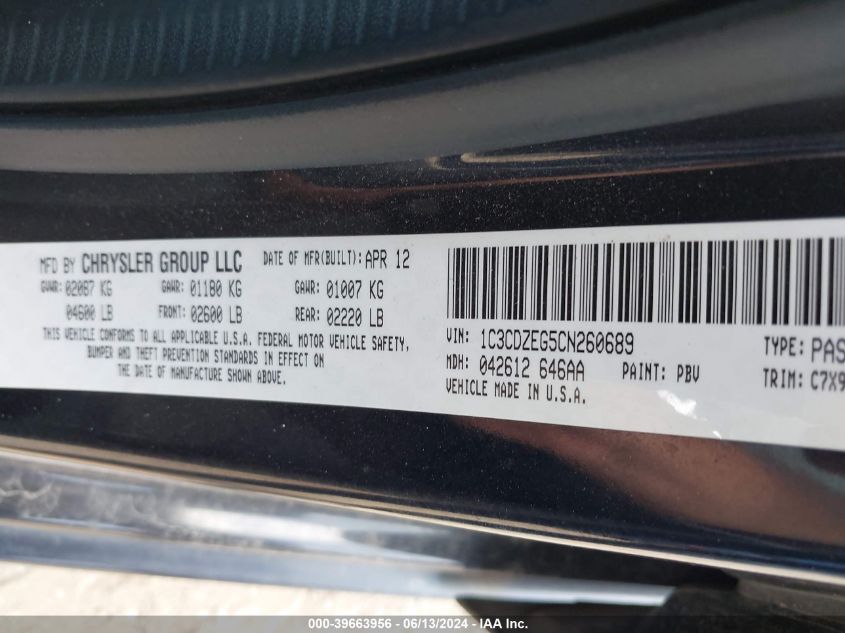 MFD BY CHRYSLER GROUP LLC DATE OF MFR(BUILT): APR 12
GVWR: 02087 KG GAWR: 01180 KG GAWR: 01007 KG
04600 LB FRONT: 02600 LB REAR: 02220 LB
THIS VEHICLE CONFORMS TO ALL APPLICABLE U.S.A. FEDERAL MOTOR VEHICLE SAFETY,
BUMPER AND THEFT PREVENTION STANDARDS IN EFFECT ON
THE DATE OF MANUFACTURE SHOWN ABOVE.
VIN: 1C3CDZEG5CN260689 TYPE: PAS
MDH: 042612 646AA PAINT: PBV TRIM: C7X9
VEHICLE MADE IN U.S.A.
000-39663956 - 06/13/2024 - IAA Inc.